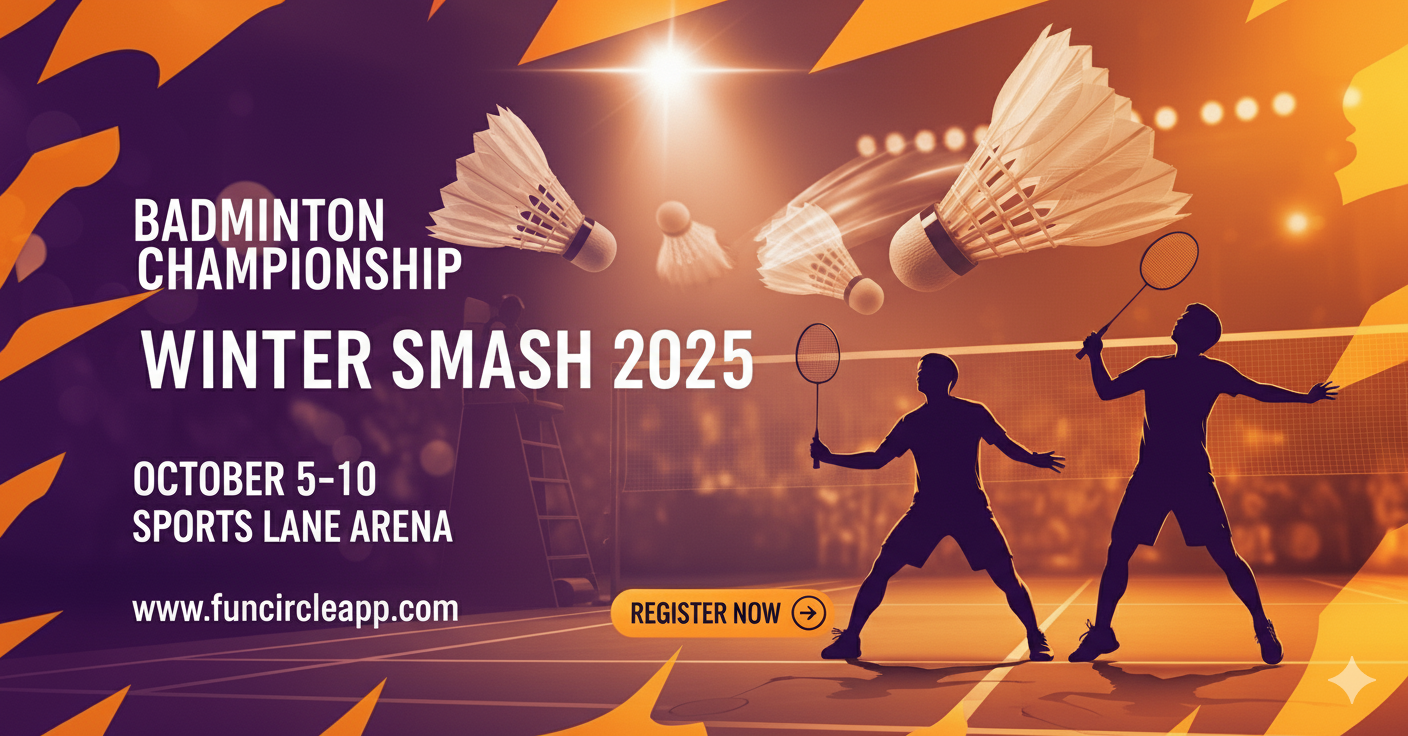 BADMINTON
CHAMPIONSHIP
WINTER SMASH 2025
OCTOBER 5-10
SPORTS LANE ARENA
www.funcircleapp.com
REGISTER NOW